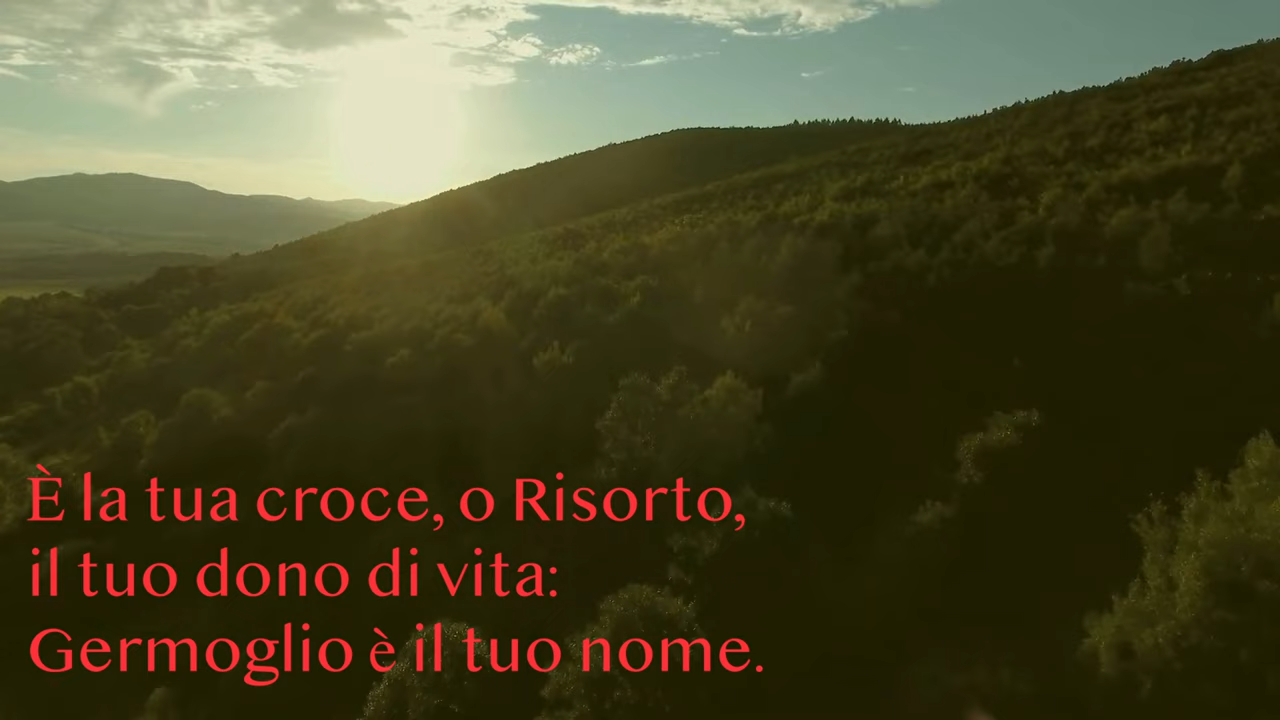 È la tua croce, o Risorto,
il tuo dono di vita:
Germoglio è il tuo nome.